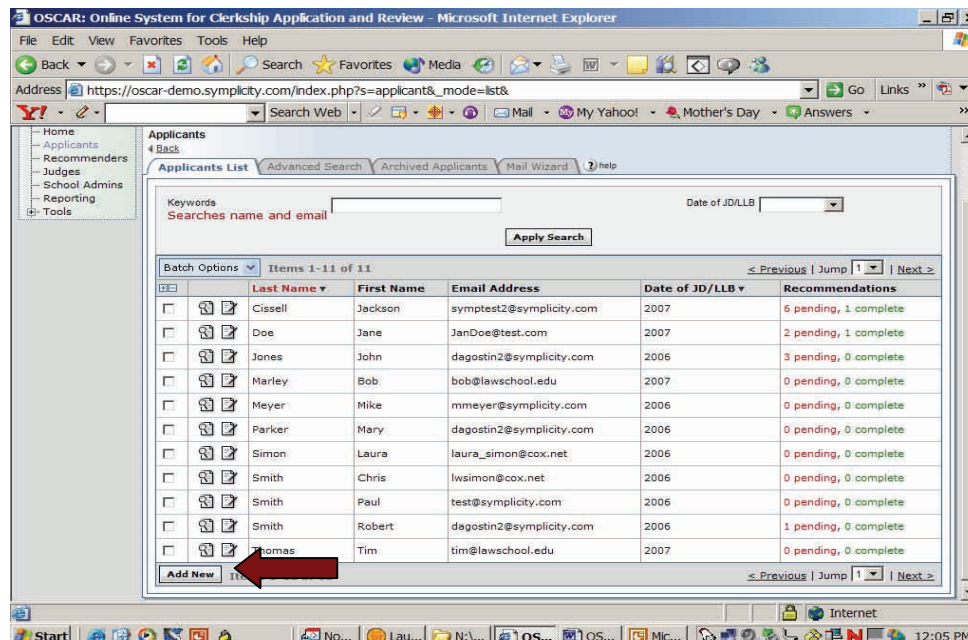 OSCAR: Online System for Clerkship Application and Review - Microsoft Internet Explorer
File Edit View Favorites Tools Help
Back Search Favorites Media
Address https://oscar-demo.symplicity.com/index.php?s=applicant&_mode=list& Go Links »
Y! Search Web Mail My Yahoo! Mother's Day Answers »
Home
Applicants
Recommenders
Judges
School Admins
Reporting
Tools
Applicants
Back
Applicants List Advanced Search Archived Applicants Mail Wizard ? help
Keywords Date of JD/LLB
Searches name and email
Apply Search
Batch Options Items 1-11 of 11 < Previous | Jump 1 | Next >
Last Name First Name Email Address Date of JD/LLB Recommendations
Cissell Jackson symptest2@symplicity.com 2007 6 pending, 1 complete
Doe Jane JanDoe@test.com 2007 2 pending, 1 complete
Jones John dagostin2@symplicity.com 2006 3 pending, 0 complete
Marley Bob bob@lawschool.edu 2007 0 pending, 0 complete
Meyer Mike mmeyer@symplicity.com 2006 0 pending, 0 complete
Parker Mary dagostin2@symplicity.com 2006 0 pending, 0 complete
Simon Laura laura_simon@cox.net 2006 0 pending, 0 complete
Smith Chris lwsimon@cox.net 2006 0 pending, 0 complete
Smith Paul test@symplicity.com 2006 0 pending, 0 complete
Smith Robert dagostin2@symplicity.com 2006 1 pending, 0 complete
Thomas Tim tim@lawschool.edu 2007 0 pending, 0 complete
Add New < Previous | Jump 1 | Next >
Internet
Start No... Lau... N:\... OS... OS... Mic... 12:05 PM